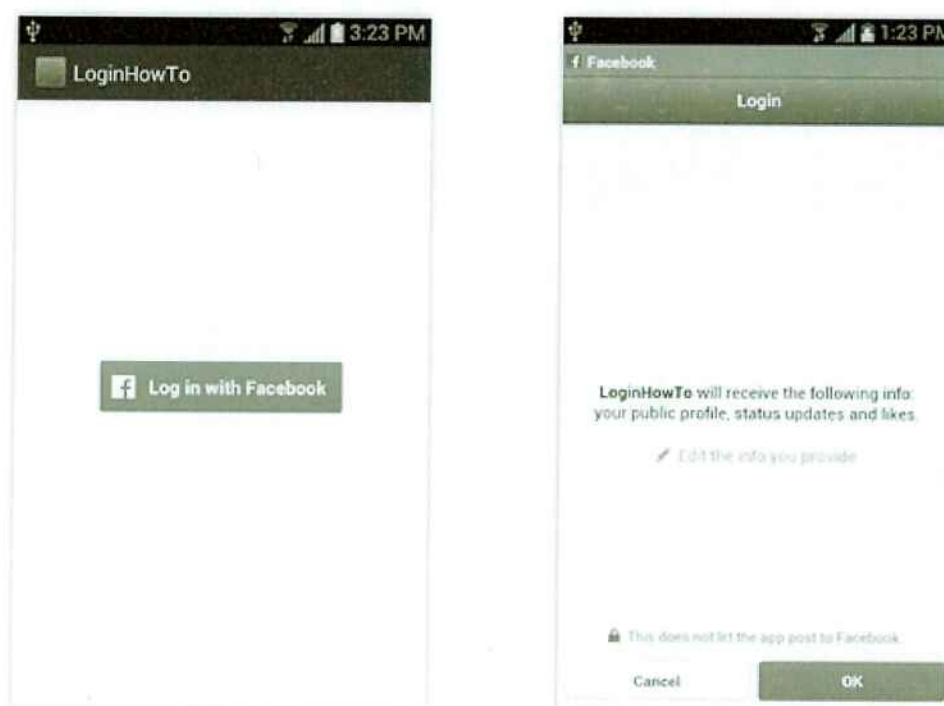 3:23 PM
LoginHowTo
f Log in with Facebook
1:23 PM
f Facebook
Login
LoginHowTo will receive the following info:
your public profile, status updates and likes.
Edit the info you provide
This does not let the app post to Facebook.
Cancel
OK